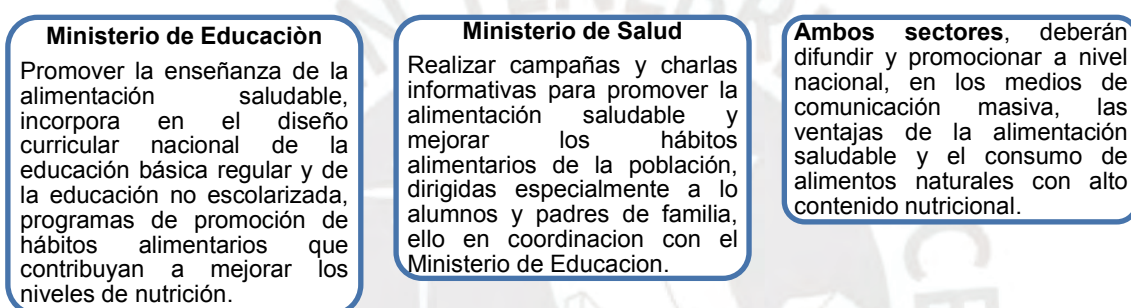 Ministerio de Educaciòn
Promover la enseñanza de la
alimentación saludable,
incorpora en el diseño
curricular nacional de la
educación básica regular y de
la educación no escolarizada,
programas de promoción de
hábitos alimentarios que
contribuyan a mejorar los
niveles de nutrición.
Ministerio de Salud
Realizar campañas y charlas
informativas para promover la
alimentación saludable y
mejorar los hábitos
alimentarios de la población,
dirigidas especialmente a lo
alumnos y padres de familia,
ello en coordinacion con el
Ministerio de Educacion.
Ambos sectores, deberán
difundir y promocionar a nivel
nacional, en los medios de
comunicación masiva, las
ventajas de la alimentación
saludable y el consumo de
alimentos naturales con alto
contenido nutricional.